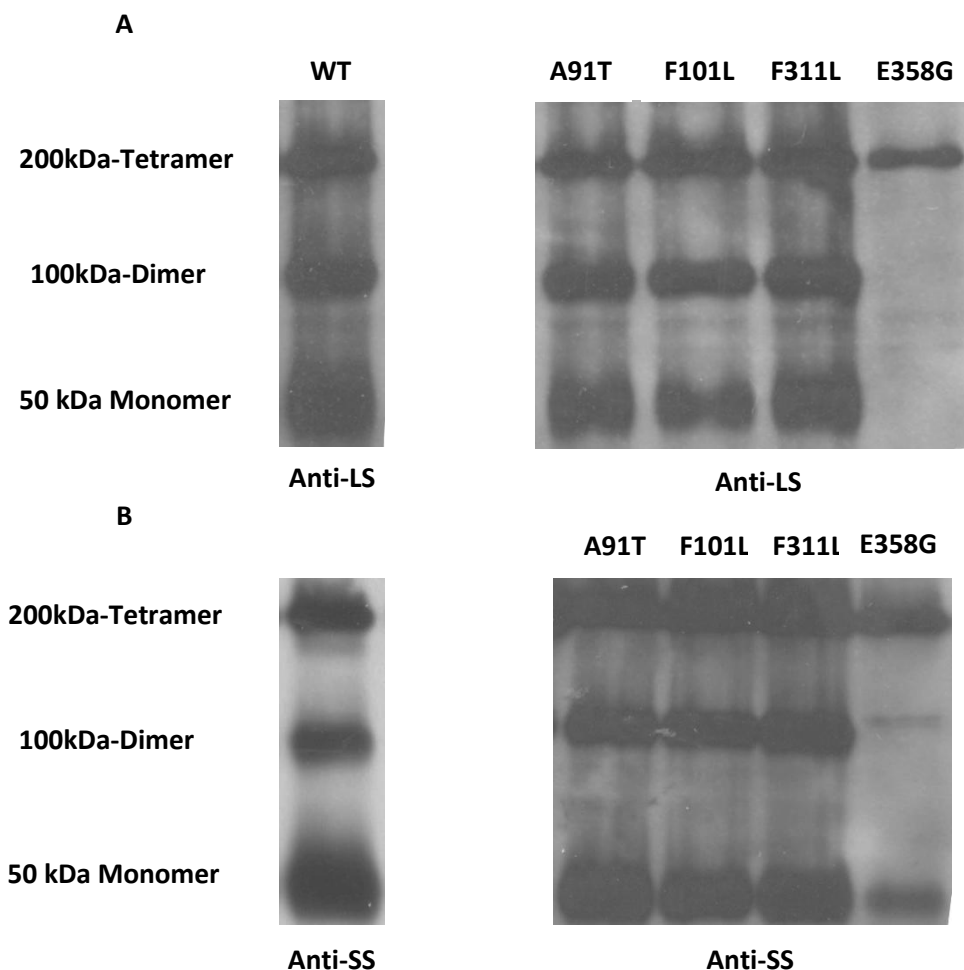 A
WT A91T F101L F311L E358G
200kDa-Tetramer
100kDa-Dimer
50 kDa Monomer
Anti-LS Anti-LS
B
A91T F101L F311L E358G
200kDa-Tetramer
100kDa-Dimer
50 kDa Monomer
Anti-SS Anti-SS